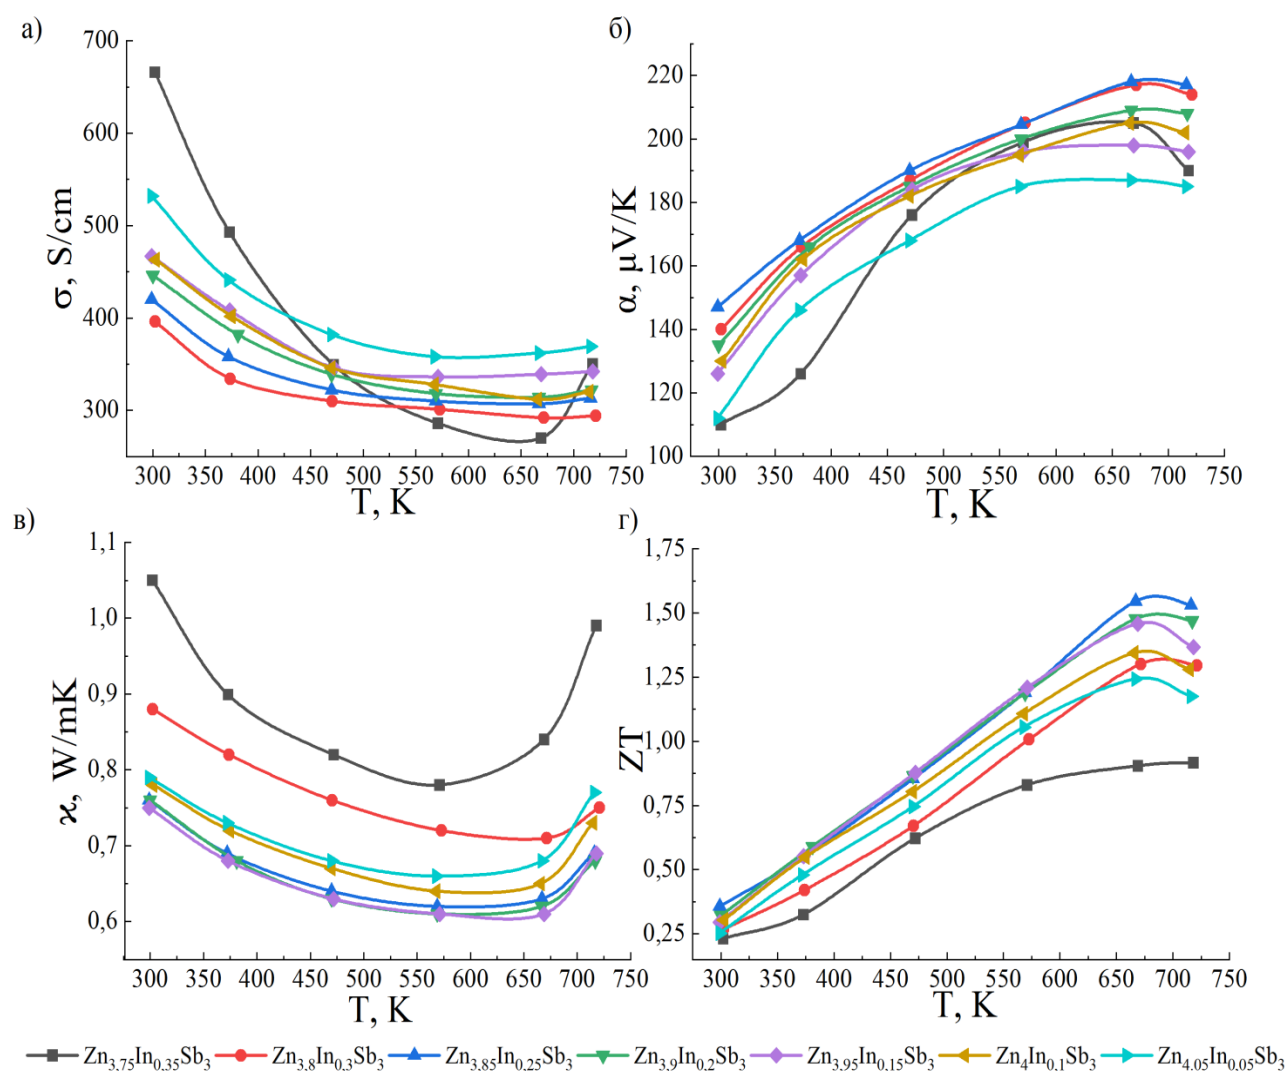 а)
σ, S/cm
700
600
500
400
300
300 350 400 450 500 550 600 650 700 750
T, K
б)
α, μV/K
220
200
180
160
140
120
100
300 350 400 450 500 550 600 650 700 750
T, K
в)
ϰ, W/mK
1,1
1,0
0,9
0,8
0,7
0,6
300 350 400 450 500 550 600 650 700 750
T, K
г)
ZT
1,75
1,50
1,25
1,00
0,75
0,50
0,25
300 350 400 450 500 550 600 650 700 750
T, K
Zn3.75In0.35Sb3 Zn3.8In0.3Sb3 Zn3.85In0.25Sb3 Zn3.9In0.2Sb3 Zn3.95In0.15Sb3 Zn4In0.1Sb3 Zn4.05In0.05Sb3